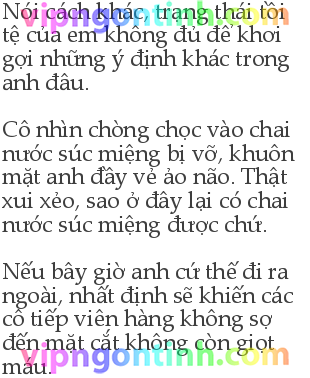 Nói cách khác, trạng thái tồi
tệ của em không đủ để khơi
gợi những ý định khác trong
anh đâu.
Cô nhìn chòng chọc vào chai
nước súc miệng bị vỡ, khuôn
mặt anh đầy vẻ ảo não. Thật
xui xẻo, sao ở đây lại có chai
nước súc miệng được chứ.
Nếu bây giờ anh cứ thế đi ra
ngoài, nhất định sẽ khiến các
cô tiếp viên hàng không sợ
đến mặt cắt không còn giọt
máu.
vipngontinh.com
vipngontinh.com